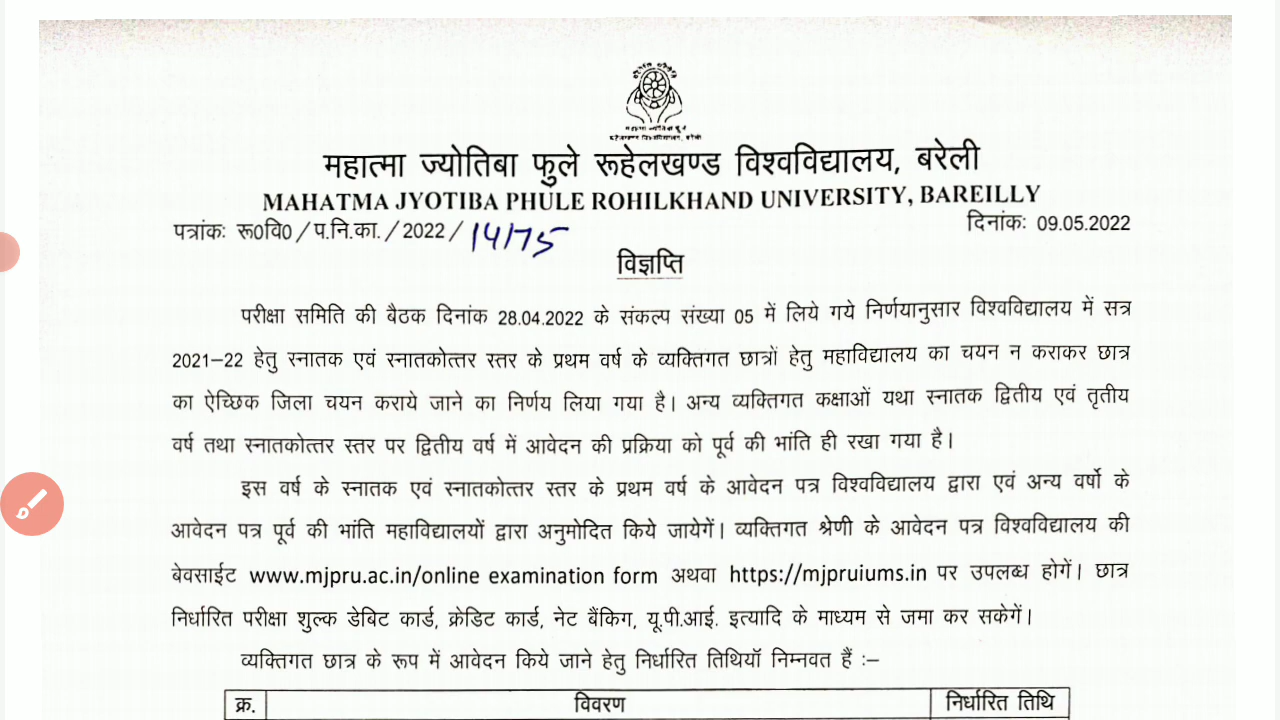 महात्मा ज्योतिबा फुले
रूहेलखण्ड विश्वविद्यालय, बरेली
महात्मा ज्योतिबा फुले रूहेलखण्ड विश्वविद्यालय, बरेली
MAHATMA JYOTIBA PHULE ROHILKHAND UNIVERSITY, BAREILLY
पत्रांकः रू0वि0 / प.नि.का. / 2022 / 14175
दिनांकः 09.05.2022
विज्ञप्ति
परीक्षा समिति की बैठक दिनांक 28.04.2022 के संकल्प संख्या 05 में लिये गये निर्णयानुसार विश्वविद्यालय में सत्र
2021–22 हेतु स्नातक एवं स्नातकोत्तर स्तर के प्रथम वर्ष के व्यक्तिगत छात्रों हेतु महाविद्यालय का चयन न कराकर छात्र
का ऐच्छिक जिला चयन कराये जाने का निर्णय लिया गया है। अन्य व्यक्तिगत कक्षाओं यथा स्नातक द्वितीय एवं तृतीय
वर्ष तथा स्नातकोत्तर स्तर पर द्वितीय वर्ष में आवेदन की प्रक्रिया को पूर्व की भांति ही रखा गया है।
इस वर्ष के स्नातक एवं स्नातकोत्तर स्तर के प्रथम वर्ष के आवेदन पत्र विश्वविद्यालय द्वारा एवं अन्य वर्षो के
आवेदन पत्र पूर्व की भांति महाविद्यालयों द्वारा अनुमोदित किये जायेगें। व्यक्तिगत श्रेणी के आवेदन पत्र विश्वविद्यालय की
बेवसाईट www.mjpru.ac.in/online examination form अथवा https://mjpruiums.in पर उपलब्ध होगें। छात्र
निर्धारित परीक्षा शुल्क डेबिट कार्ड, क्रेडिट कार्ड, नेट बैंकिग, यू.पी.आई. इत्यादि के माध्यम से जमा कर सकेगें।
व्यक्तिगत छात्र के रूप में आवेदन किये जाने हेतु निर्धारित तिथियॉ निम्नवत हैं :–
क्र. विवरण निर्धारित तिथि